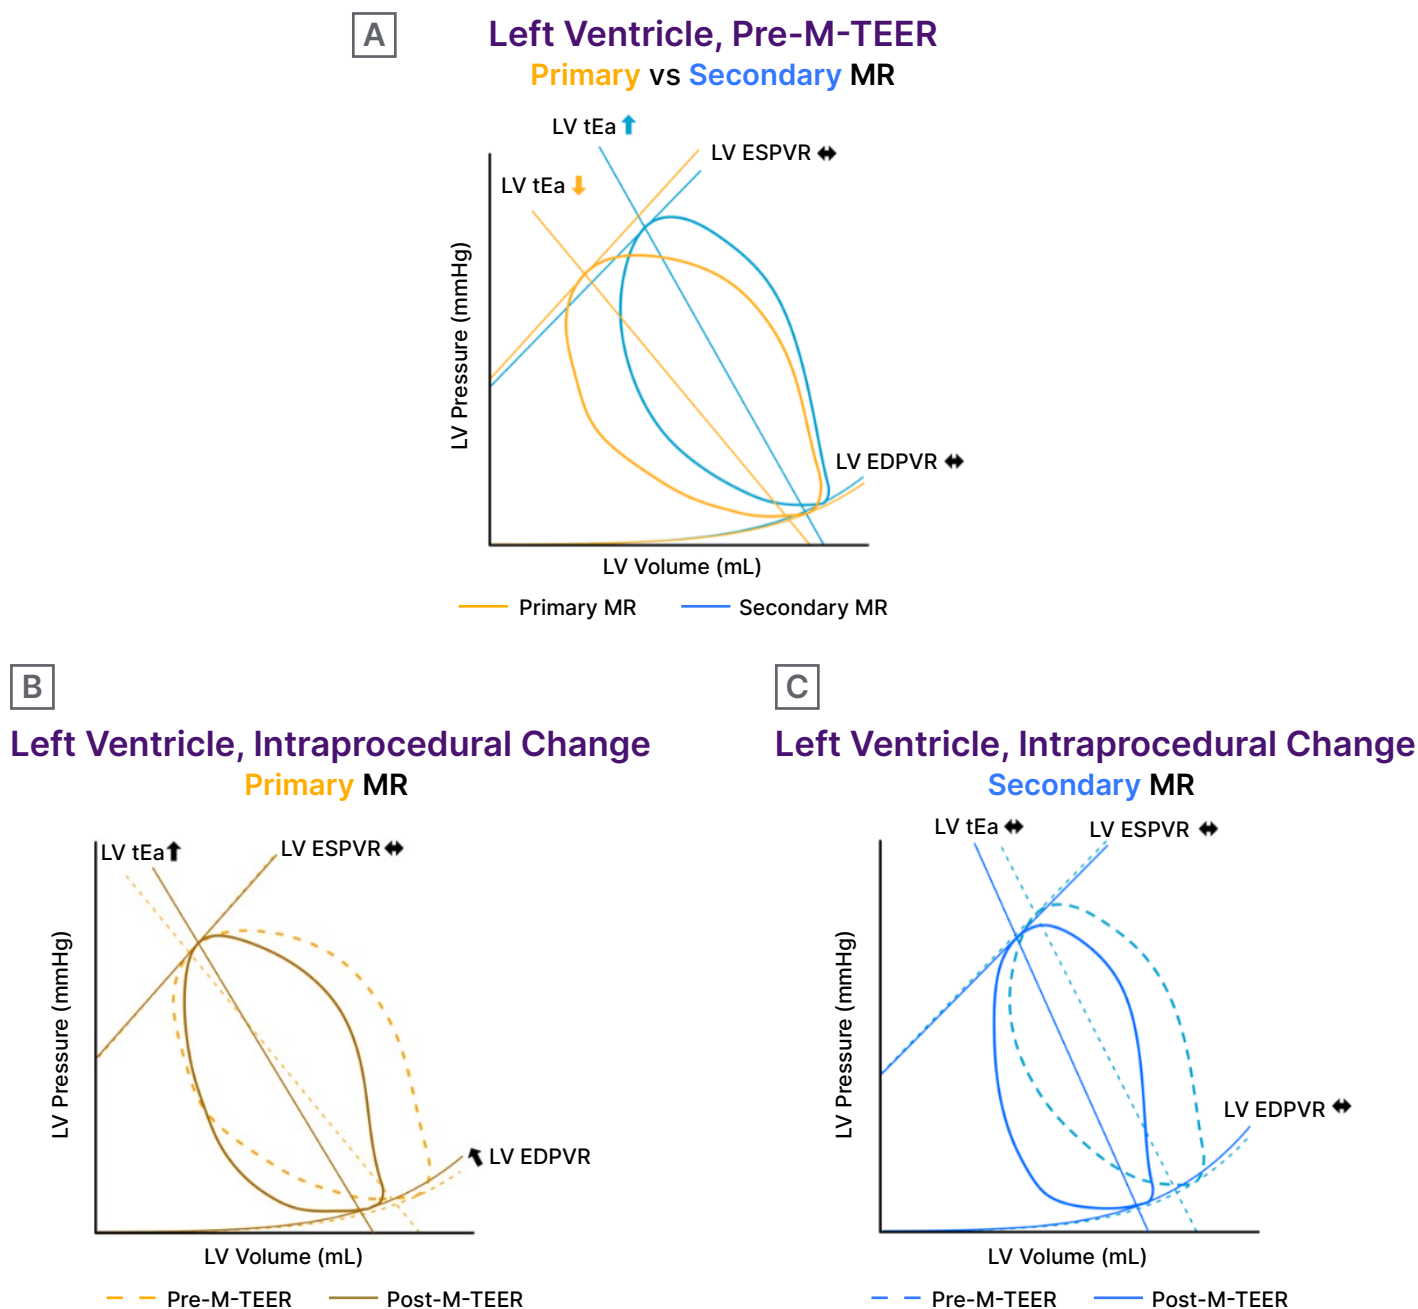 A
Left Ventricle, Pre-M-TEER
Primary vs Secondary MR
LV tEa
LV ESPVR
LV tEa
LV Pressure (mmHg)
LV EDPVR
LV Volume (mL)
Primary MR
Secondary MR
B
Left Ventricle, Intraprocedural Change
Primary MR
LV tEa
LV ESPVR
LV Pressure (mmHg)
LV EDPVR
LV Volume (mL)
Pre-M-TEER
Post-M-TEER
C
Left Ventricle, Intraprocedural Change
Secondary MR
LV tEa
LV ESPVR
LV Pressure (mmHg)
LV EDPVR
LV Volume (mL)
Pre-M-TEER
Post-M-TEER